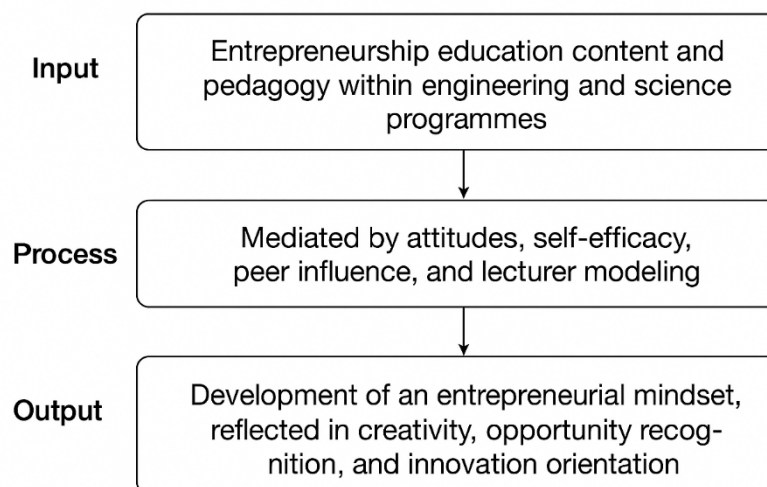 Input
Entrepreneurship education content and
pedagogy within engineering and science
programmes
Process
Mediated by attitudes, self-efficacy,
peer influence, and lecturer modeling
Output
Development of an entrepreneurial mindset,
reflected in creativity, opportunity recog-
nition, and innovation orientation